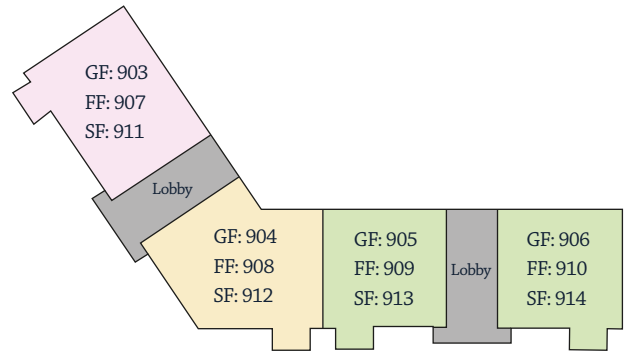 GF: 903
FF: 907
SF: 911
Lobby
GF: 904
FF: 908
SF: 912
GF: 905
FF: 909
SF: 913
Lobby
GF: 906
FF: 910
SF: 914